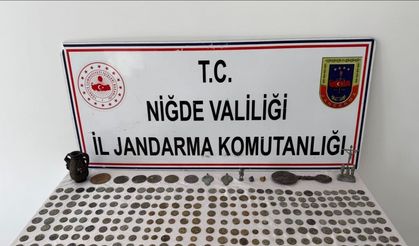 T.C.
NİĞDE VALİLİĞİ
İL JANDARMA KOMUTANLIĞI